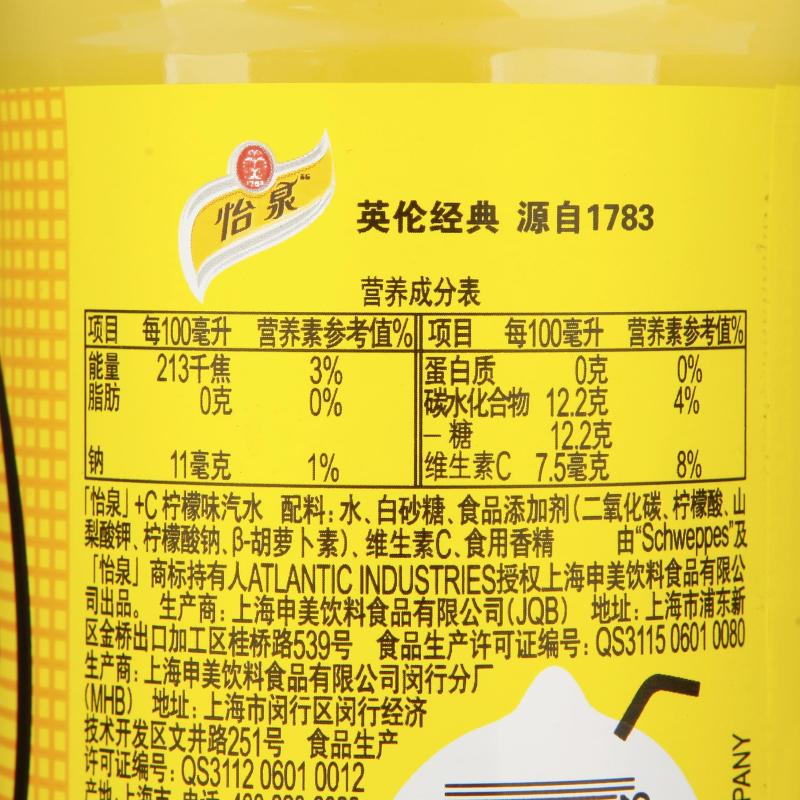 怡泉
1783
英伦经典 源自1783
营养成分表
项目 每100毫升 营养素参考值% 项目 每100毫升 营养素参考值%
能量 213千焦 3% 蛋白质 0克 0%
脂肪 0克 0% 碳水化合物 12.2克 4%
— 糖 12.2克
钠 11毫克 1% 维生素C 7.5毫克 8%
「怡泉」+C 柠檬味汽水 配料：水、白砂糖、食品添加剂（二氧化碳、柠檬酸、山
梨酸钾、柠檬酸钠、β-胡萝卜素）、维生素C、食用香精 由“Schweppes”及
「怡泉」商标持有人ATLANTIC INDUSTRIES授权上海申美饮料食品有限公
司出品。 生产商：上海申美饮料食品有限公司（JQB） 地址：上海市浦东新
区金桥出口加工区桂桥路539号 食品生产许可证编号：QS3115 0601 0080
生产商：上海申美饮料食品有限公司闵行分厂
（MHB） 地址：上海市闵行区闵行经济
技术开发区文井路251号 食品生产
许可证编号：QS3112 0601 0012
产地：上海市 电话
PANY